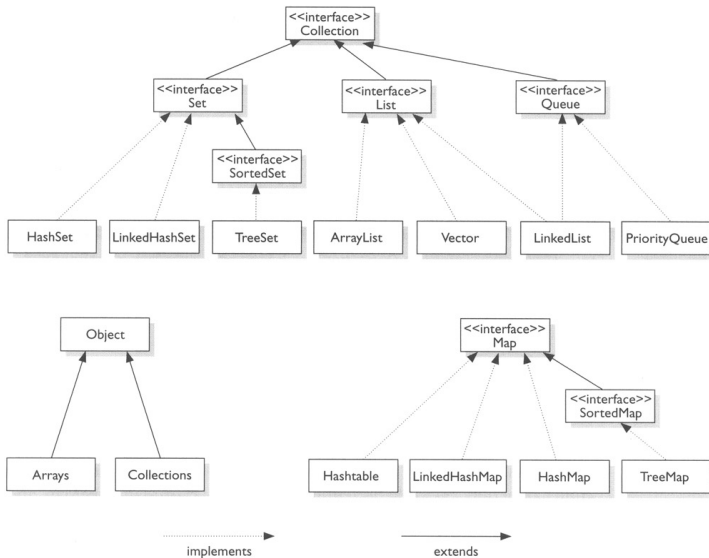 <<interface>>
Collection
<<interface>>
Set
<<interface>>
List
<<interface>>
Queue
<<interface>>
SortedSet
HashSet
LinkedHashSet
TreeSet
ArrayList
Vector
LinkedList
PriorityQueue
Object
<<interface>>
Map
<<interface>>
SortedMap
Arrays
Collections
Hashtable
LinkedHashMap
HashMap
TreeMap
implements
extends